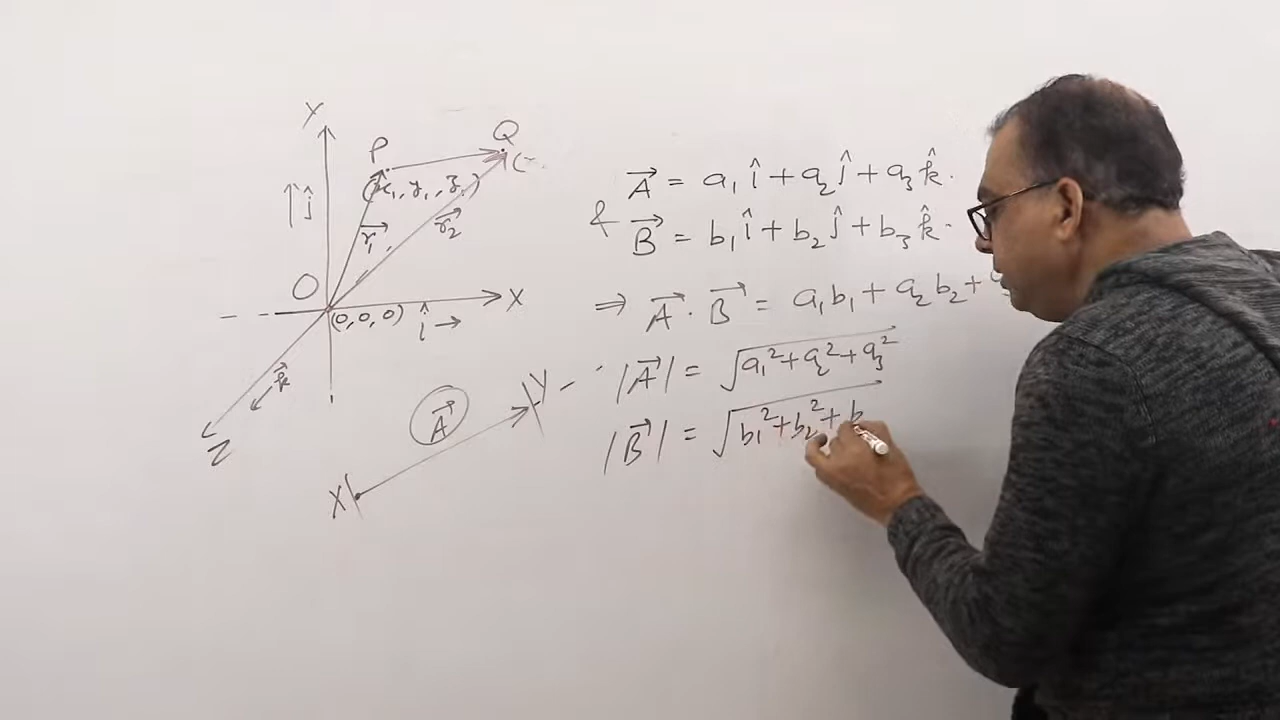 Y
P
Q
(x₁, y₁, z₁)
ĵ
r⃗₁
r⃗₂
O
X
(0, 0, 0)
î
k⃗
Z
A⃗
X
Y
A⃗ = a₁î + a₂ĵ + a₃k̂.
& B⃗ = b₁î + b₂ĵ + b₃k̂.
⇒ A⃗ . B⃗ = a₁b₁ + a₂b₂ +
|A⃗| = √a₁² + a₂² + a₃²
|B⃗| = √b₁² + b₂² + b